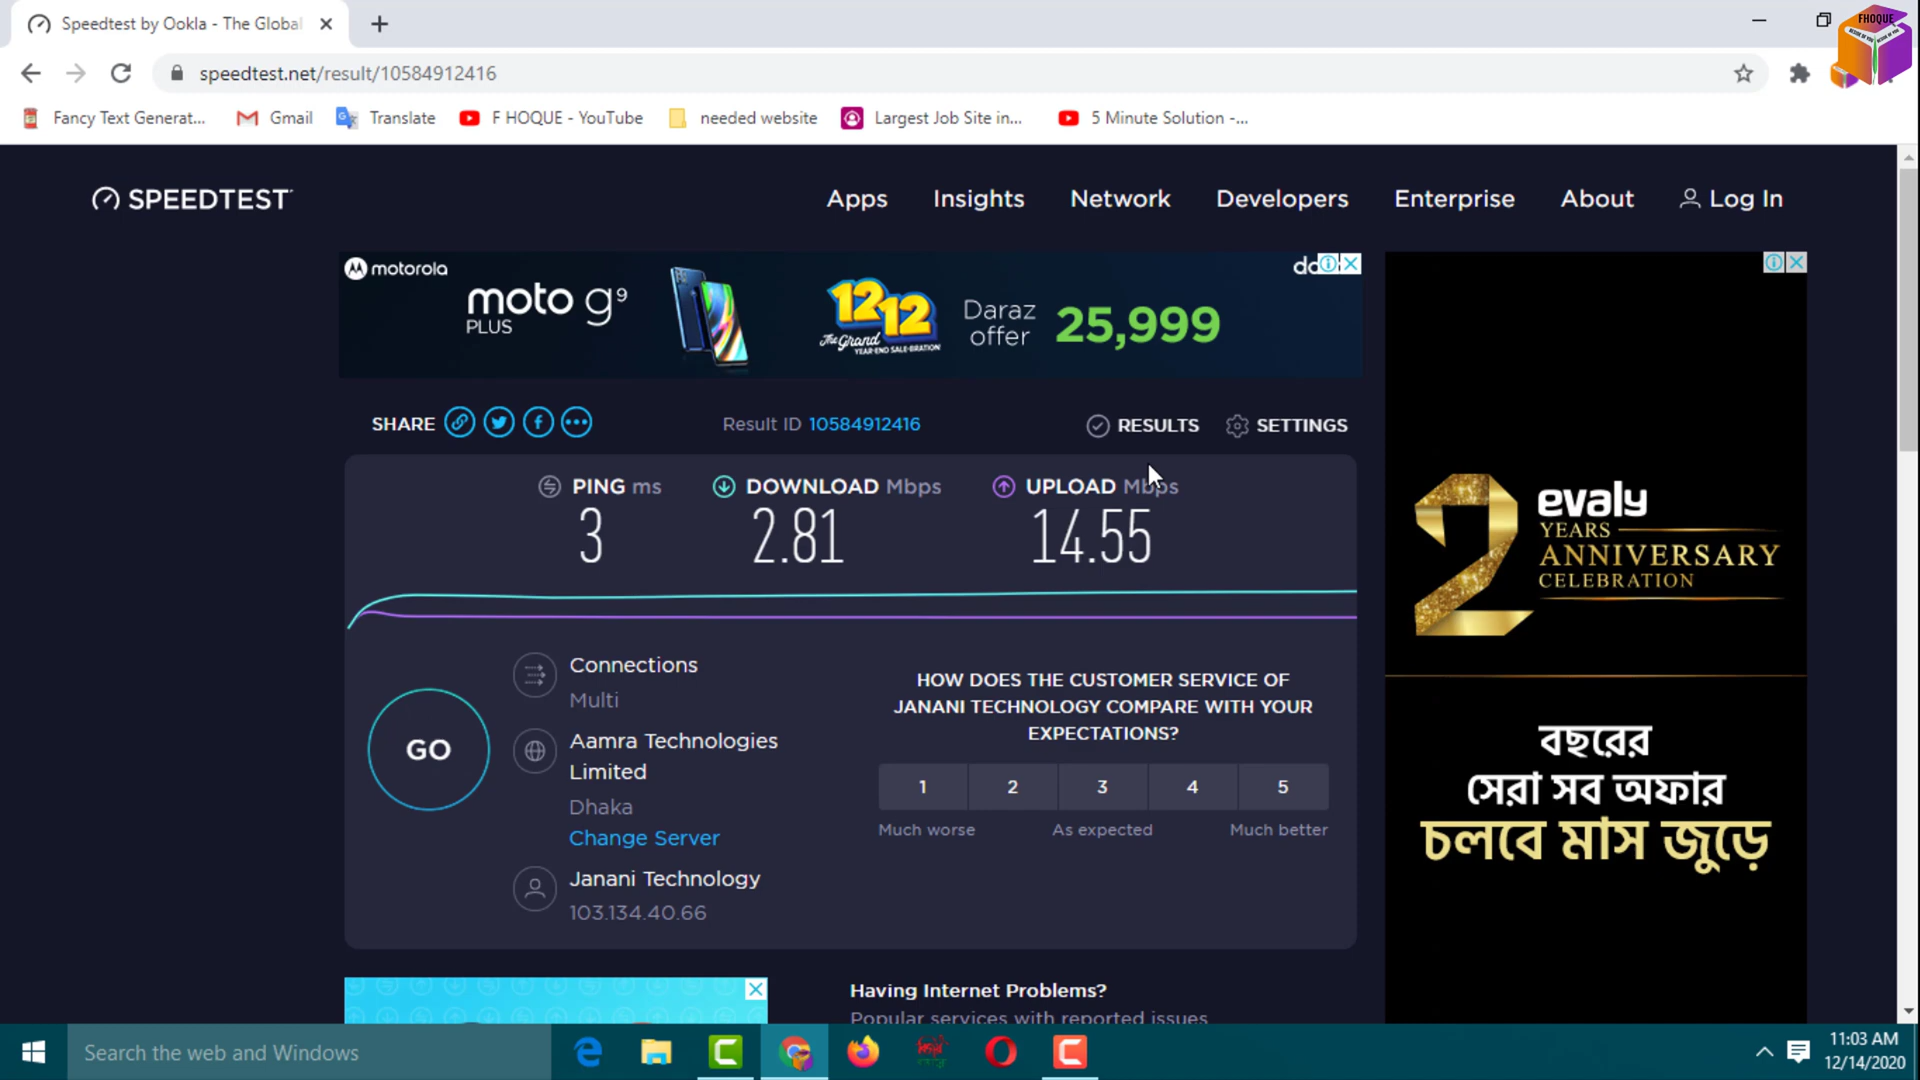 Speedtest by Ookla - The Global
FHOQUE
speedtest.net/result/10584912416
Fancy Text Generat... Gmail Translate F HOQUE - YouTube needed website Largest Job Site in... 5 Minute Solution -...
SPEEDTEST
Apps Insights Network Developers Enterprise About Log In
motorola
moto g9
PLUS
12 12
The Grand
YEAR-END SALE-BRATION
Daraz
offer
25,999
SHARE
Result ID 10584912416
RESULTS
SETTINGS
PING ms
3
DOWNLOAD Mbps
2.81
UPLOAD Mbps
14.55
GO
Connections
Multi
Aamra Technologies
Limited
Dhaka
Change Server
Janani Technology
103.134.40.66
HOW DOES THE CUSTOMER SERVICE OF
JANANI TECHNOLOGY COMPARE WITH YOUR
EXPECTATIONS?
1 2 3 4 5
Much worse As expected Much better
2
evaly
YEARS
ANNIVERSARY
CELEBRATION
বছরের
সেরা সব অফার
চলবে মাস জুড়ে
Having Internet Problems?
Popular services with reported issues
Search the web and Windows
11:03 AM
12/14/2020